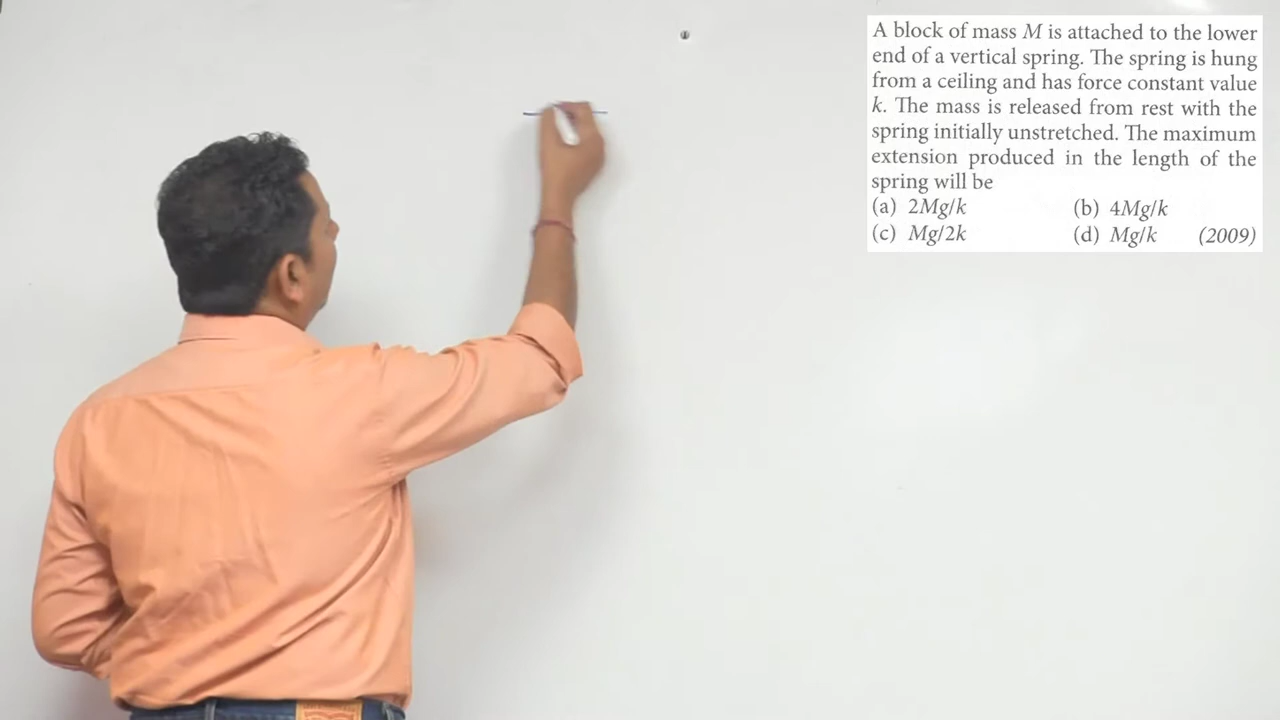 A block of mass M is attached to the lower
end of a vertical spring. The spring is hung
from a ceiling and has force constant value
k. The mass is released from rest with the
spring initially unstretched. The maximum
extension produced in the length of the
spring will be
(a) 2Mg/k (b) 4Mg/k
(c) Mg/2k (d) Mg/k (2009)